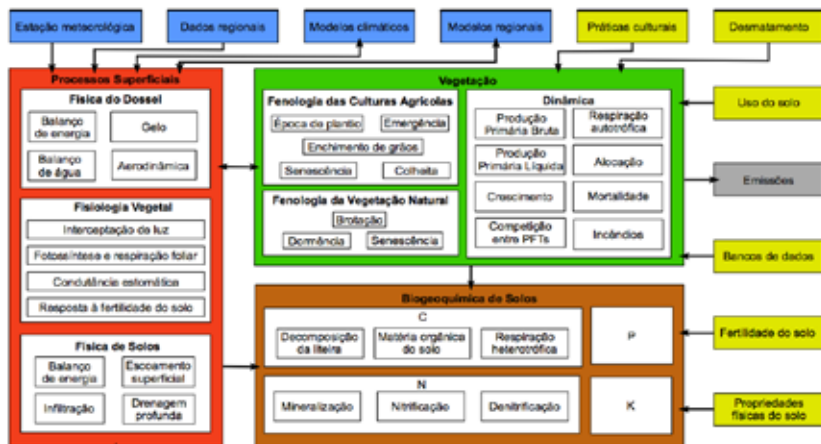 Estação meteorológica
Dados regionais
Modelos climáticos
Modelos regionais
Práticas culturais
Desmatamento
Processos Superficiais
Física do Dossel
Balanço
de energia
Gelo
Balanço
de água
Aerodinâmica
Fisiologia Vegetal
Interceptação de luz
Fotossíntese e respiração foliar
Condutância estomática
Resposta à fertilidade do solo
Física de Solos
Balanço
de energia
Escoamento
superficial
Infiltração
Drenagem
profunda
Vegetação
Fenologia das Culturas Agrícolas
Época de plantio
Emergência
Enchimento de grãos
Senescência
Colheita
Fenologia da Vegetação Natural
Brotação
Dormência
Senescência
Dinâmica
Produção
Primária Bruta
Respiração
autotrófica
Produção
Primária Líquida
Alocação
Crescimento
Mortalidade
Competição
entre PFTs
Incêndios
Biogeoquímica de Solos
C
Decomposição
da liteira
Matéria orgânica
do solo
Respiração
heterotrófica
P
N
Mineralização
Nitrificação
Denitrificação
K
Uso do solo
Emissões
Bancos de dados
Fertilidade do solo
Propriedades
físicas do solo